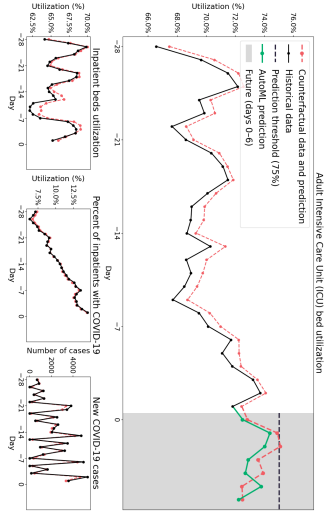 Adult Intensive Care Unit (ICU) bed utilization
Counterfactual data and prediction
Historical data
Prediction threshold (75%)
AutoML prediction
Future (days 0–6)
Utilization (%)
76.0%
74.0%
72.0%
70.0%
68.0%
66.0%
−28
−21
−14
−7
0
Day
Inpatient beds utilization
Utilization (%)
70.0%
67.5%
65.0%
62.5%
−28
−21
−14
−7
0
Day
Percent of inpatients with COVID-19
Utilization (%)
12.5%
10.0%
7.5%
−28
−21
−14
−7
0
Day
New COVID-19 cases
Number of cases
4000
2000
0
−28
−21
−14
−7
0
Day